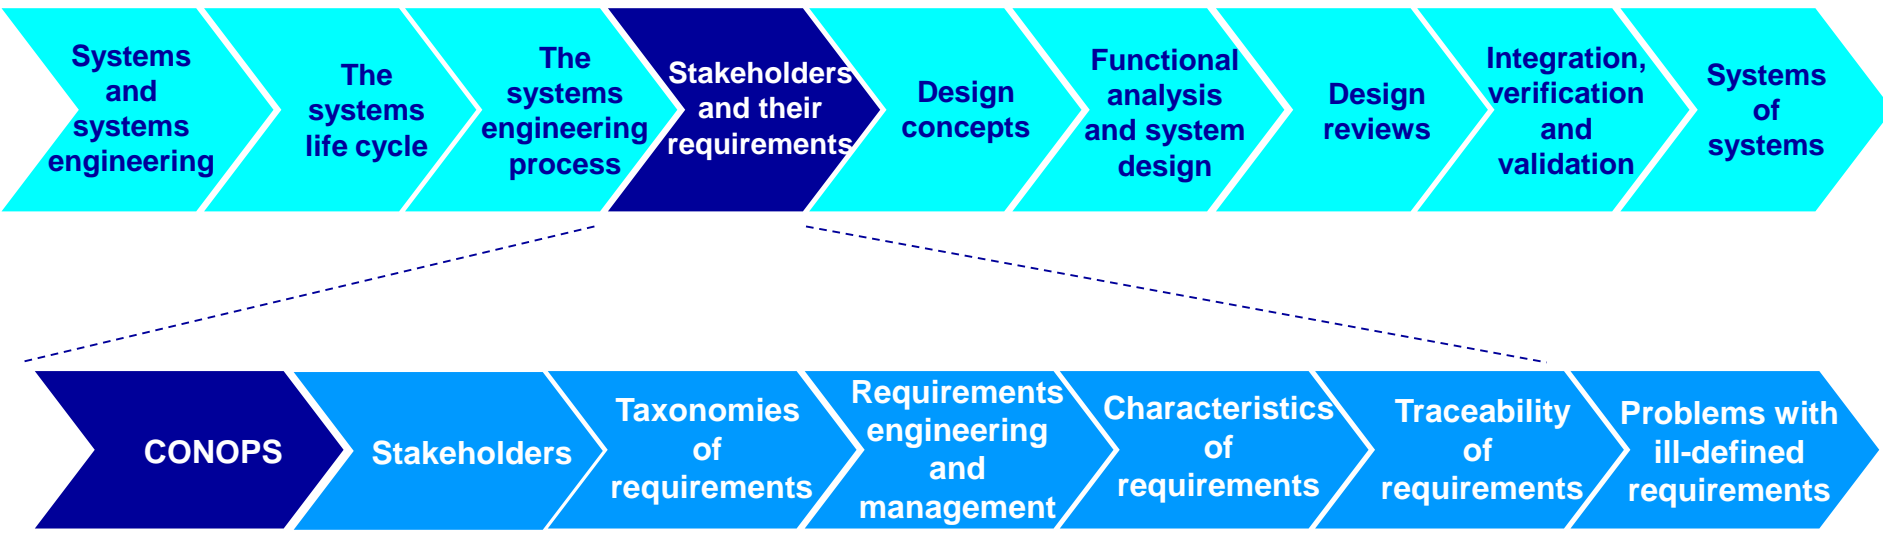 Systems
and
systems
engineering
The
systems
life cycle
The
systems
engineering
process
Stakeholders
and their
requirements
Design
concepts
Functional
analysis
and system
design
Design
reviews
Integration,
verification
and
validation
Systems
of
systems
CONOPS
Stakeholders
Taxonomies
of
requirements
Requirements
engineering
and
management
Characteristics
of
requirements
Traceability
of
requirements
Problems with
ill-defined
requirements